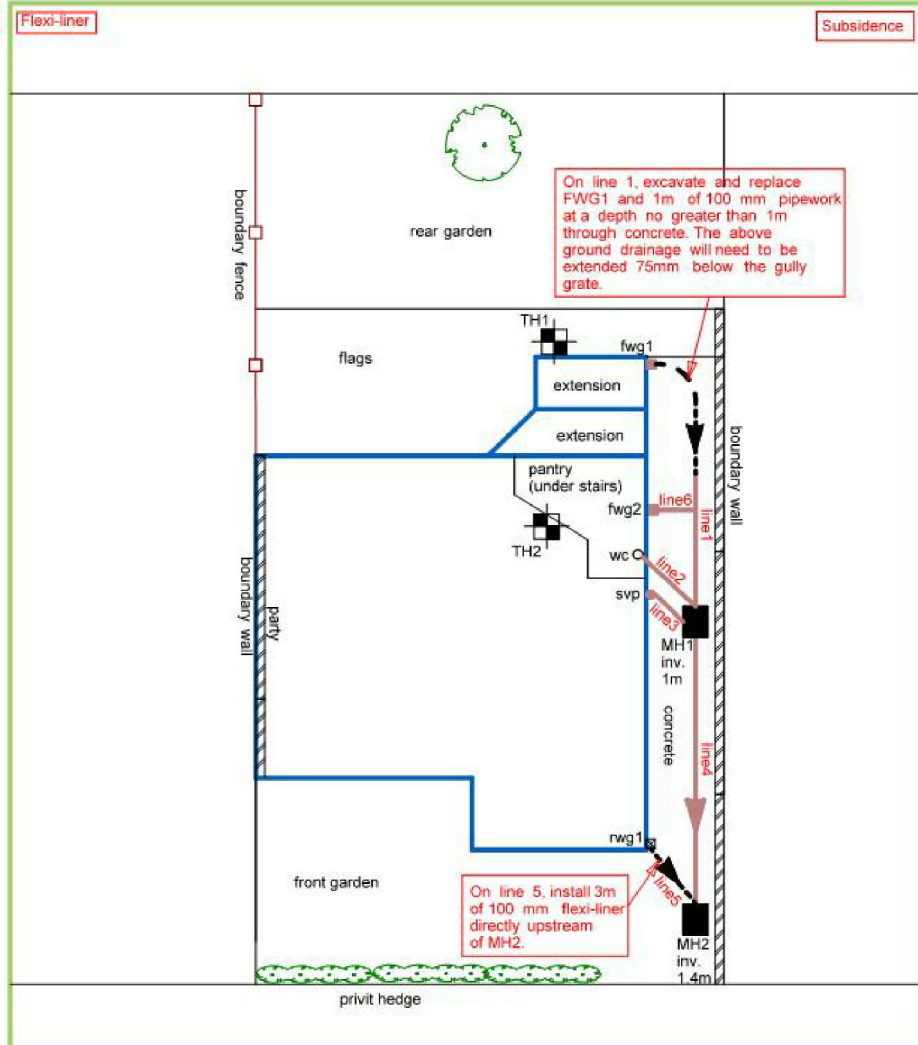 Flexi-liner
Subsidence
On line 1, excavate and replace
FWG1 and 1m of 100 mm pipework
at a depth no greater than 1m
through concrete. The above
ground drainage will need to be
extended 75mm below the gully
grate.
boundary fence
rear garden
TH1
fwg1
flags
extension
extension
boundary wall
pantry
(under stairs)
fwg2
line6
line1
TH2
wc
line2
svp
line3
boundary wall
party
MH1
inv.
1m
concrete
line4
rwg1
front garden
On line 5, install 3m
of 100 mm flexi-liner
directly upstream
of MH2.
line5
MH2
inv.
1.4m
privit hedge